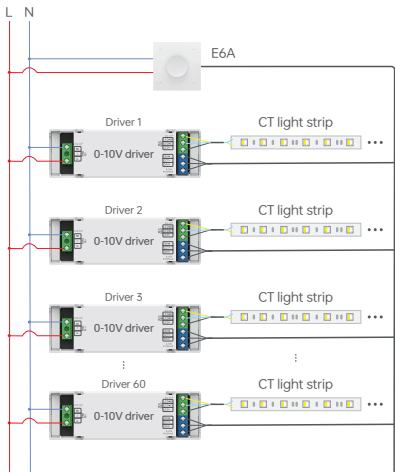 L N
E6A
Driver 1
CT light strip
0-10V driver
Driver 2
CT light strip
0-10V driver
Driver 3
CT light strip
0-10V driver
Driver 60
CT light strip
0-10V driver